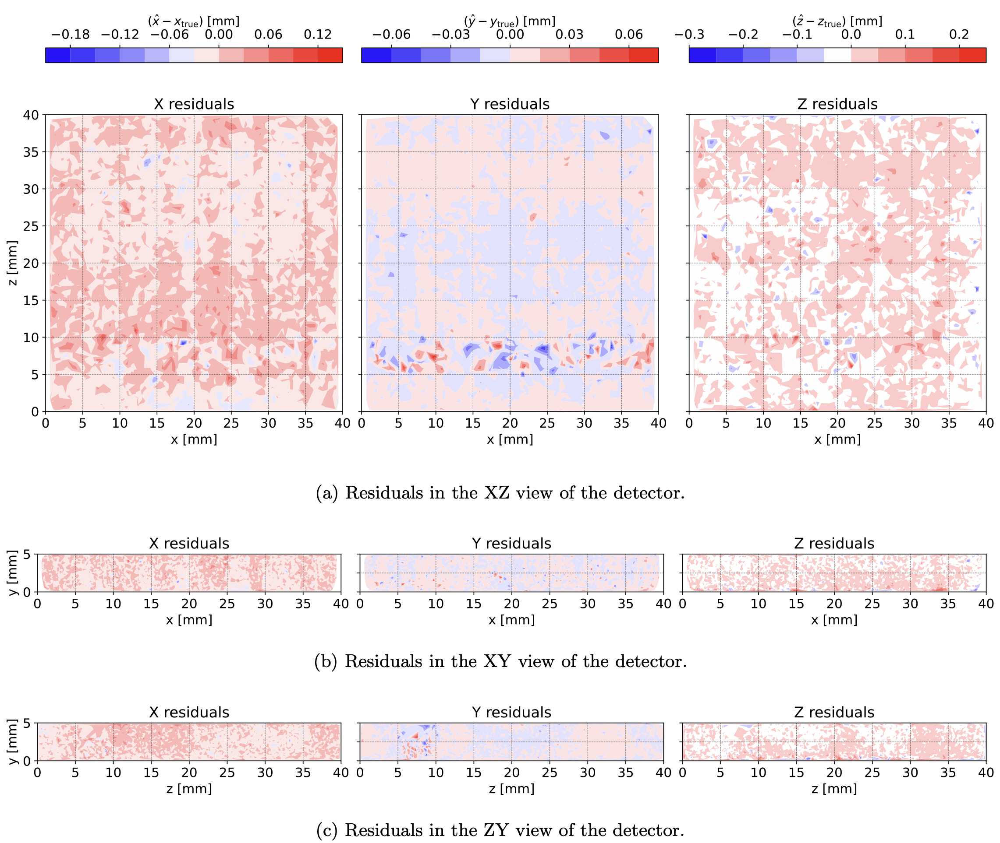 (x̂ − x_true) [mm] (ŷ − y_true) [mm] (ẑ − z_true) [mm]
−0.18 −0.12 −0.06 0.00 0.06 0.12 −0.06 −0.03 0.00 0.03 0.06 −0.3 −0.2 −0.1 0.0 0.1 0.2
X residuals Y residuals Z residuals
40
35
30
25
z [mm]
20
15
10
5
0
0 5 10 15 20 25 30 35 40 0 5 10 15 20 25 30 35 40 0 5 10 15 20 25 30 35 40
x [mm] x [mm] x [mm]
(a) Residuals in the XZ view of the detector.
X residuals Y residuals Z residuals
5
y [mm]
0
0 5 10 15 20 25 30 35 40 0 5 10 15 20 25 30 35 40 0 5 10 15 20 25 30 35 40
x [mm] x [mm] x [mm]
(b) Residuals in the XY view of the detector.
X residuals Y residuals Z residuals
5
y [mm]
0
0 5 10 15 20 25 30 35 40 0 5 10 15 20 25 30 35 40 0 5 10 15 20 25 30 35 40
z [mm] z [mm] z [mm]
(c) Residuals in the ZY view of the detector.